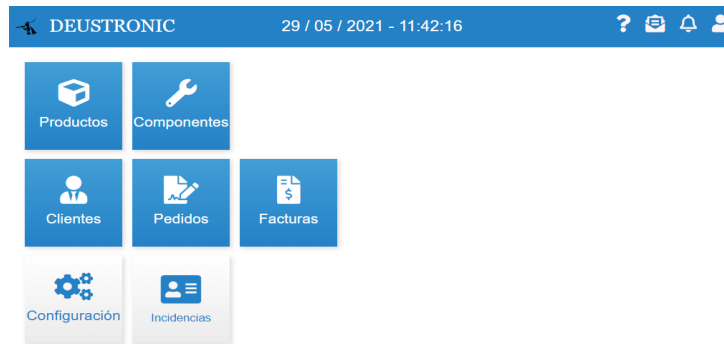 DEUSTRONIC 29 / 05 / 2021 - 11:42:16 ?
Productos Componentes
Clientes Pedidos Facturas
Configuración Incidencias